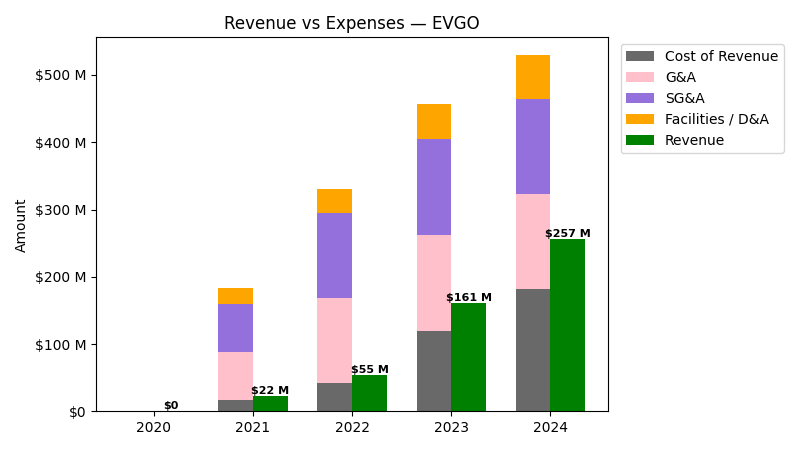 Revenue vs Expenses — EVGO
Amount
$500 M
$400 M
$300 M
$200 M
$100 M
$0
$0
$22 M
$55 M
$161 M
$257 M
2020
2021
2022
2023
2024
Cost of Revenue
G&A
SG&A
Facilities / D&A
Revenue